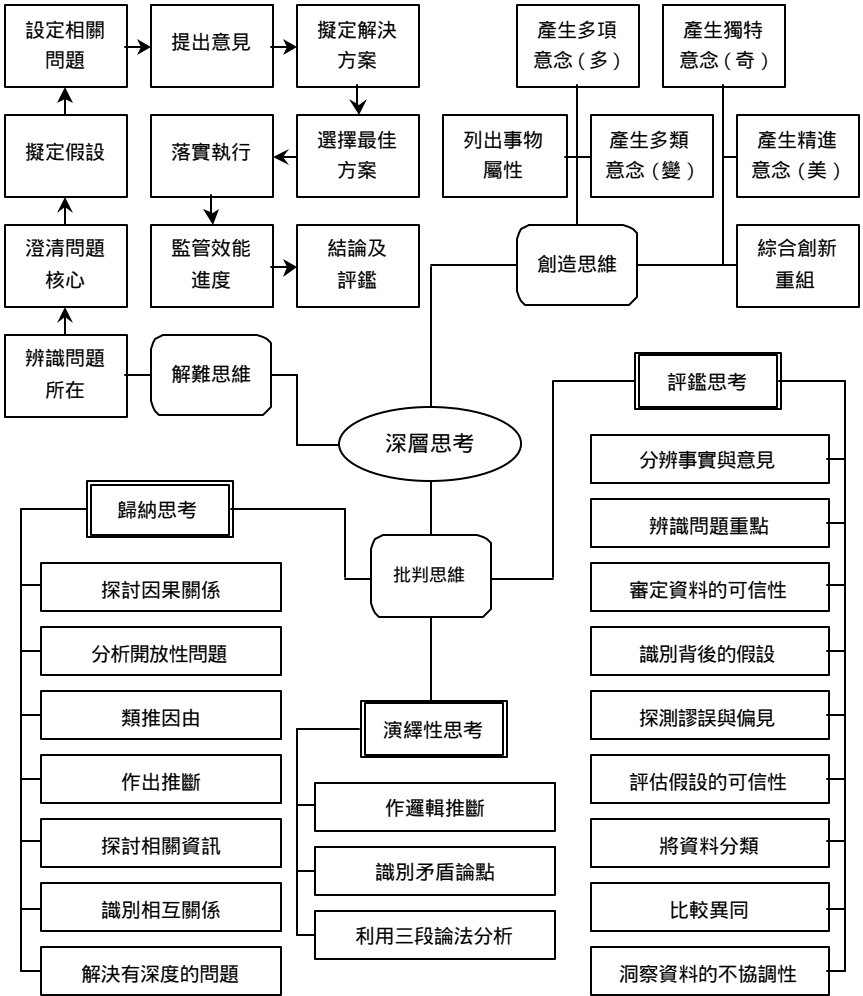 設定相關
問題
提出意見
擬定解決
方案
產生多項
意念(多)
產生獨特
意念(奇)
擬定假設
落實執行
選擇最佳
方案
列出事物
屬性
產生多類
意念(變)
產生精進
意念(美)
澄清問題
核心
監管效能
進度
結論及
評鑑
創造思維
綜合創新
重組
辨識問題
所在
解難思維
評鑑思考
深層思考
分辨事實與意見
辨識問題重點
審定資料的可信性
識別背後的假設
探測謬誤與偏見
評估假設的可信性
將資料分類
比較異同
洞察資料的不協調性
歸納思考
批判思維
探討因果關係
分析開放性問題
類推因由
作出推斷
探討相關資訊
識別相互關係
解決有深度的問題
演繹性思考
作邏輯推斷
識別矛盾論點
利用三段論法分析